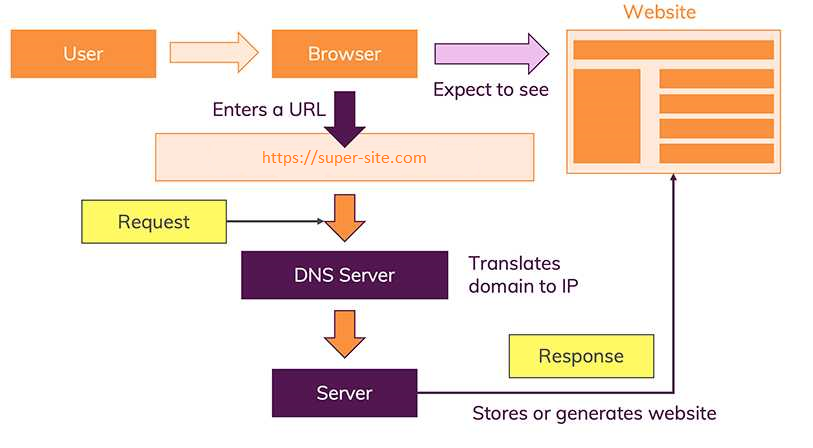 Website
User
Browser
Expect to see
Enters a URL
https://super-site.com
Request
DNS Server
Translates
domain to IP
Response
Server
Stores or generates website